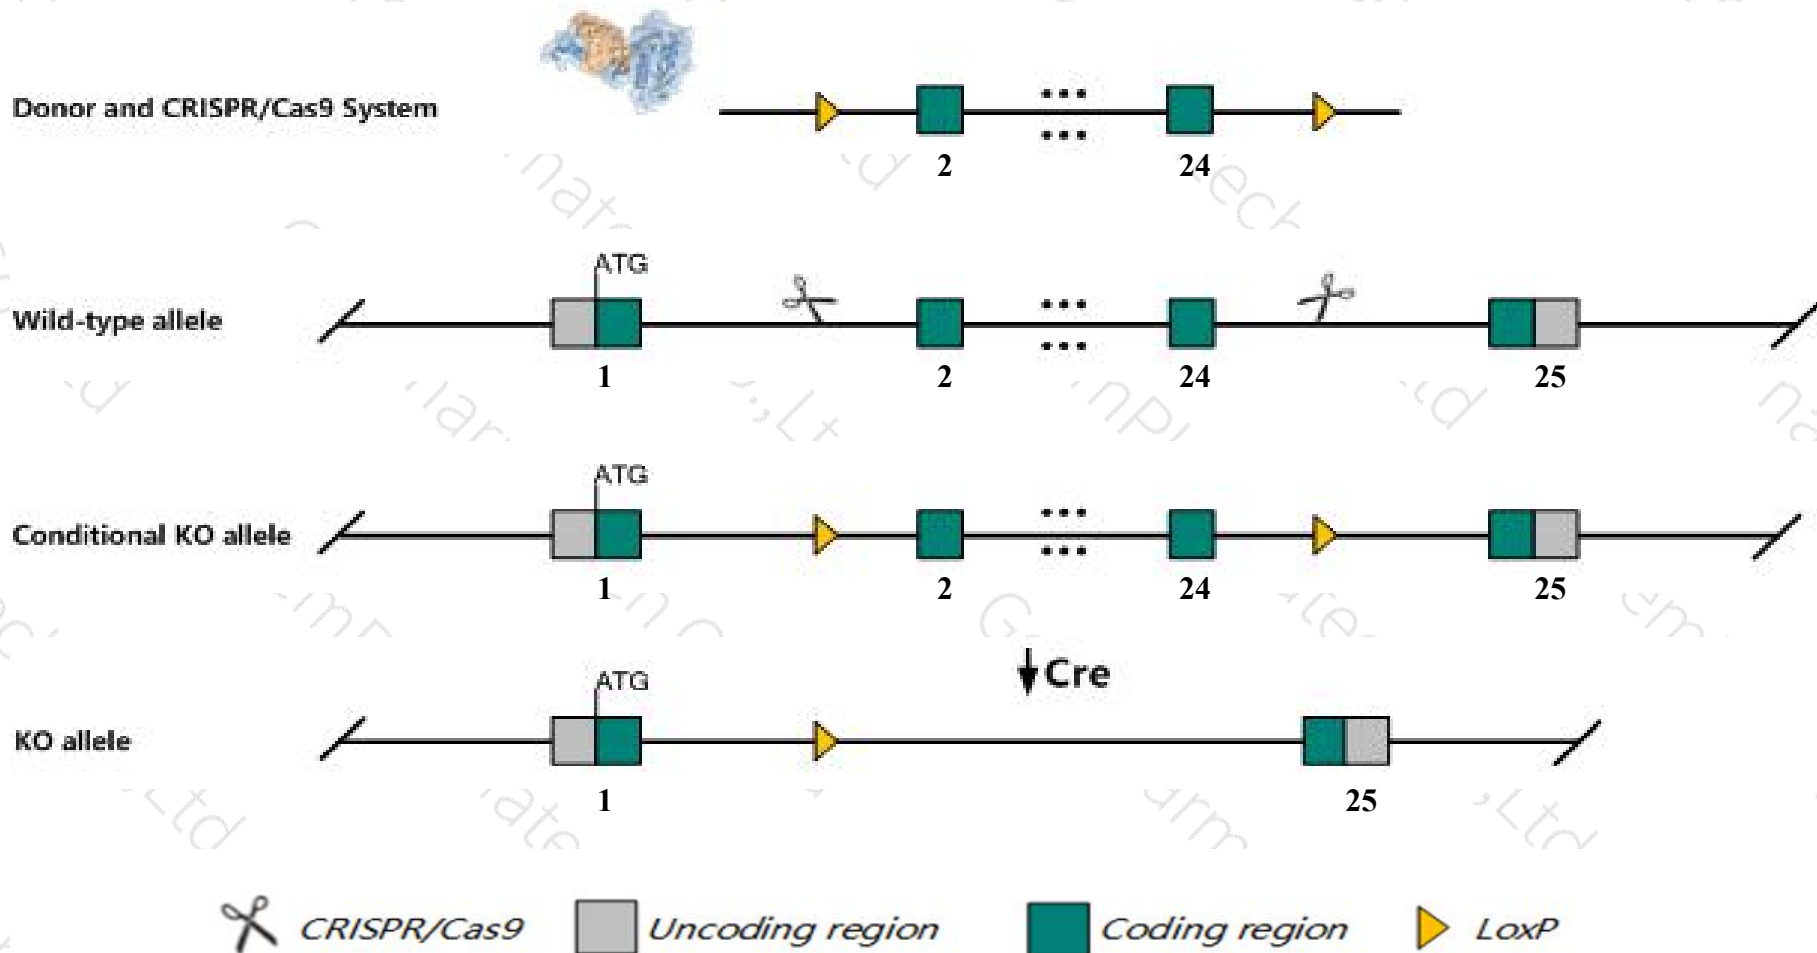 Donor and CRISPR/Cas9 System
2 24
ATG
Wild-type allele
1 2 24 25
ATG
Conditional KO allele
1 2 24 25
Cre
ATG
KO allele
1 25
CRISPR/Cas9 Uncoding region Coding region LoxP